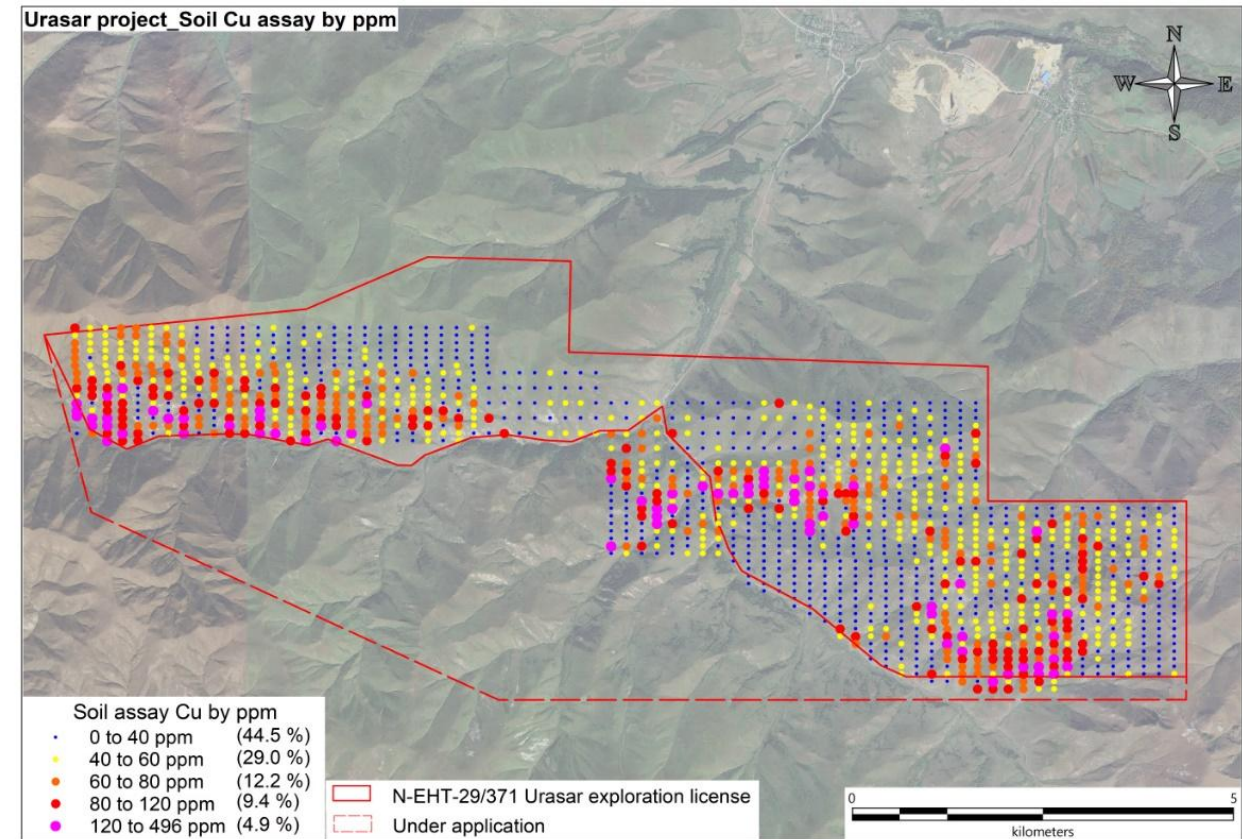 Urasar project_Soil Cu assay by ppm
N
W E
S
Soil assay Cu by ppm
0 to 40 ppm (44.5 %)
40 to 60 ppm (29.0 %)
60 to 80 ppm (12.2 %)
80 to 120 ppm (9.4 %)
120 to 496 ppm (4.9 %)
N-EHT-29/371 Urasar exploration license
Under application
0 5
kilometers